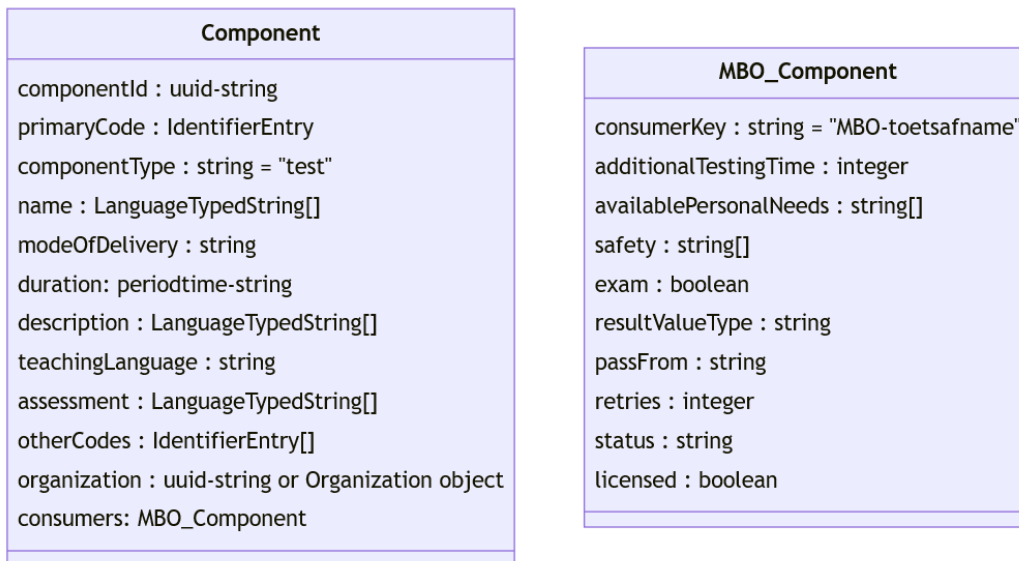 Component
componentId : uuid-string
primaryCode : IdentifierEntry
componentType : string = "test"
name : LanguageTypedString[]
modeOfDelivery : string
duration: periodtime-string
description : LanguageTypedString[]
teachingLanguage : string
assessment : LanguageTypedString[]
otherCodes : IdentifierEntry[]
organization : uuid-string or Organization object
consumers: MBO_Component
MBO_Component
consumerKey : string = "MBO-toetsafname"
additionalTestingTime : integer
availablePersonalNeeds : string[]
safety : string[]
exam : boolean
resultValueType : string
passFrom : string
retries : integer
status : string
licensed : boolean